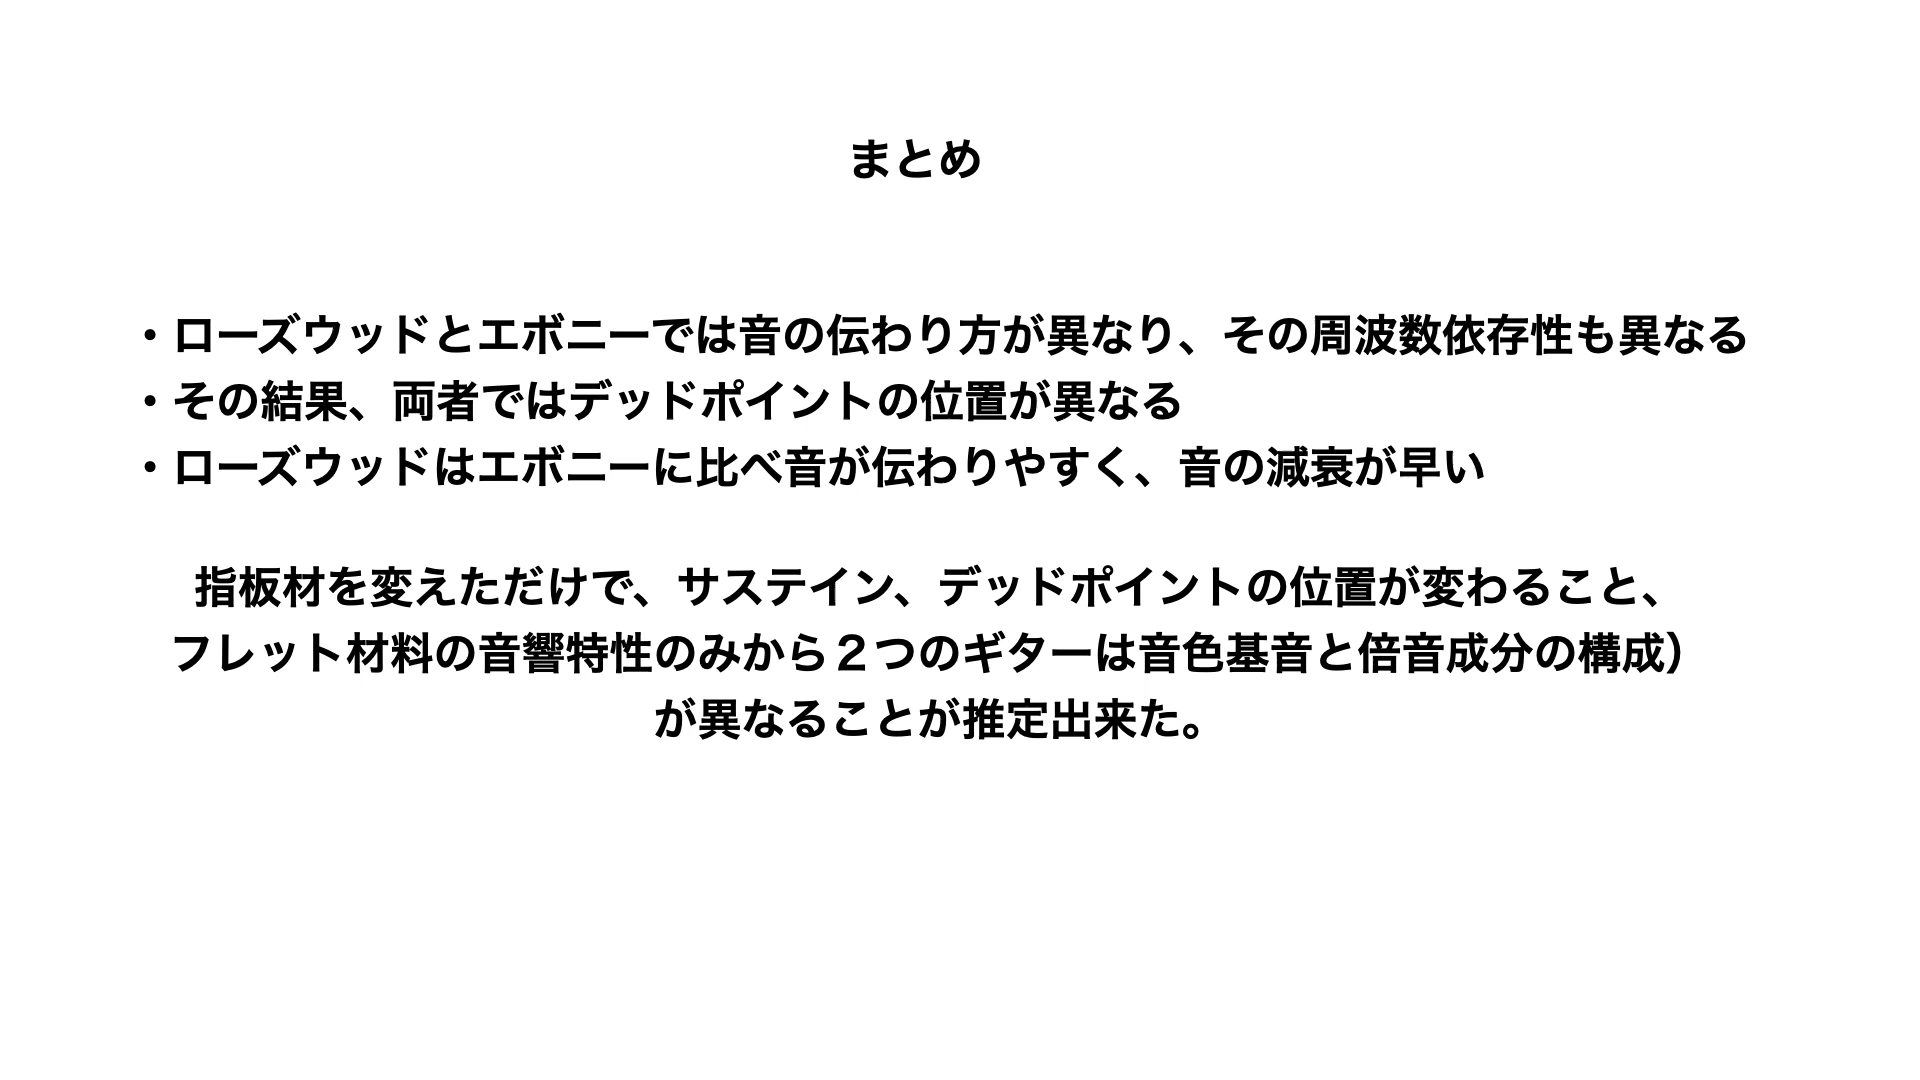 まとめ
・ローズウッドとエボニーでは音の伝わり方が異なり、その周波数依存性も異なる
・その結果、両者ではデッドポイントの位置が異なる
・ローズウッドはエボニーに比べ音が伝わりやすく、音の減衰が早い
指板材を変えただけで、サステイン、デッドポイントの位置が変わること、
フレット材料の音響特性のみから２つのギターは音色基音と倍音成分の構成）
が異なることが推定出来た。